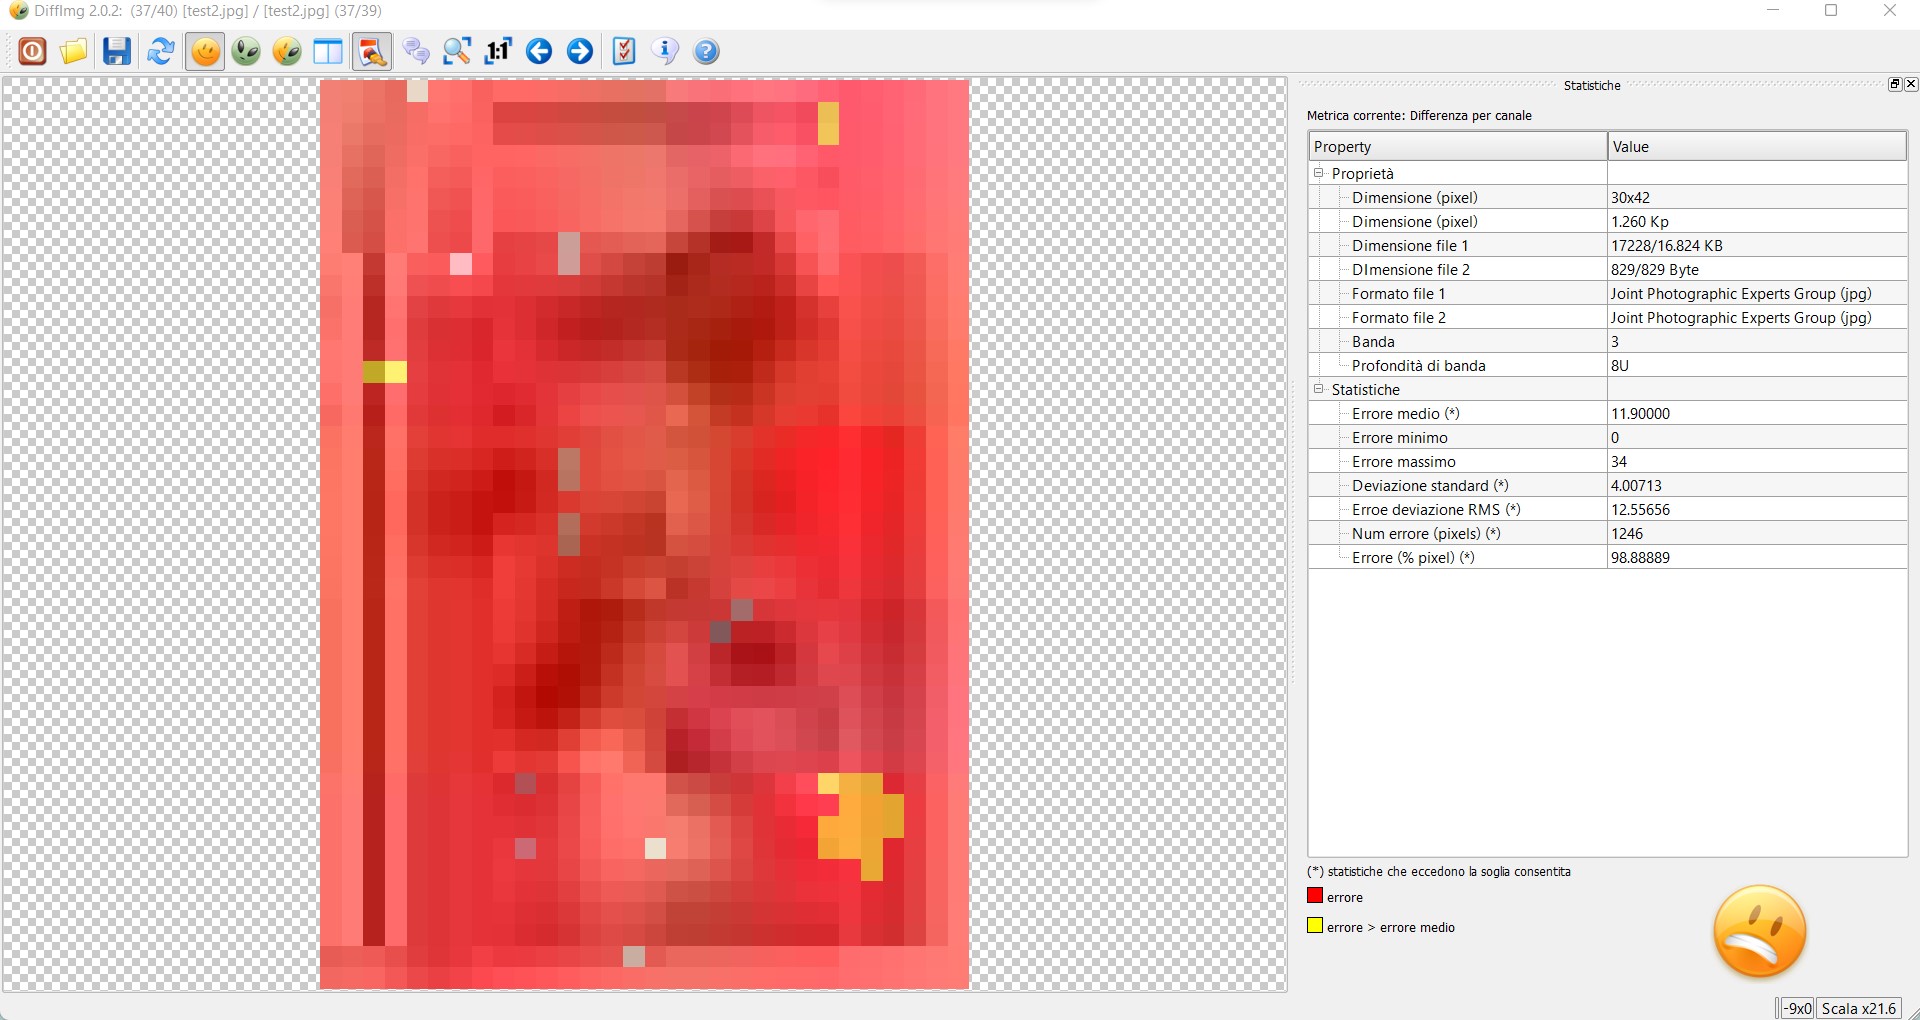 DiffImg 2.0.2: (37/40) [test2.jpg] / [test2.jpg] (37/39)
1:1
Statistiche
Metrica corrente: Differenza per canale
Property Value
Proprietà
Dimensione (pixel) 30x42
Dimensione (pixel) 1.260 Kp
Dimensione file 1 17228/16.824 KB
DImensione file 2 829/829 Byte
Formato file 1 Joint Photographic Experts Group (jpg)
Formato file 2 Joint Photographic Experts Group (jpg)
Banda 3
Profondità di banda 8U
Statistiche
Errore medio (*) 11.90000
Errore minimo 0
Errore massimo 34
Deviazione standard (*) 4.00713
Erroe deviazione RMS (*) 12.55656
Num errore (pixels) (*) 1246
Errore (% pixel) (*) 98.88889
(*) statistiche che eccedono la soglia consentita
errore
errore > errore medio
-9x0 Scala x21.6